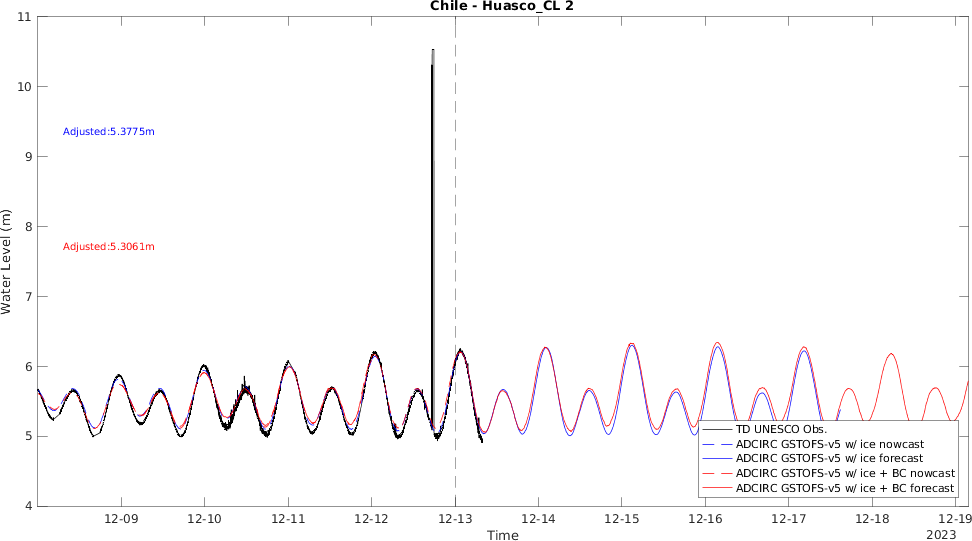 Chile - Huasco_CL 2
11
10
9
8
7
6
5
4
Water Level (m)
Adjusted:5.3775m
Adjusted:5.3061m
TD UNESCO Obs.
ADCIRC GSTOFS-v5 w/ ice nowcast
ADCIRC GSTOFS-v5 w/ ice forecast
ADCIRC GSTOFS-v5 w/ ice + BC nowcast
ADCIRC GSTOFS-v5 w/ ice + BC forecast
12-09 12-10 12-11 12-12 12-13 12-14 12-15 12-16 12-17 12-18 12-19
Time
2023